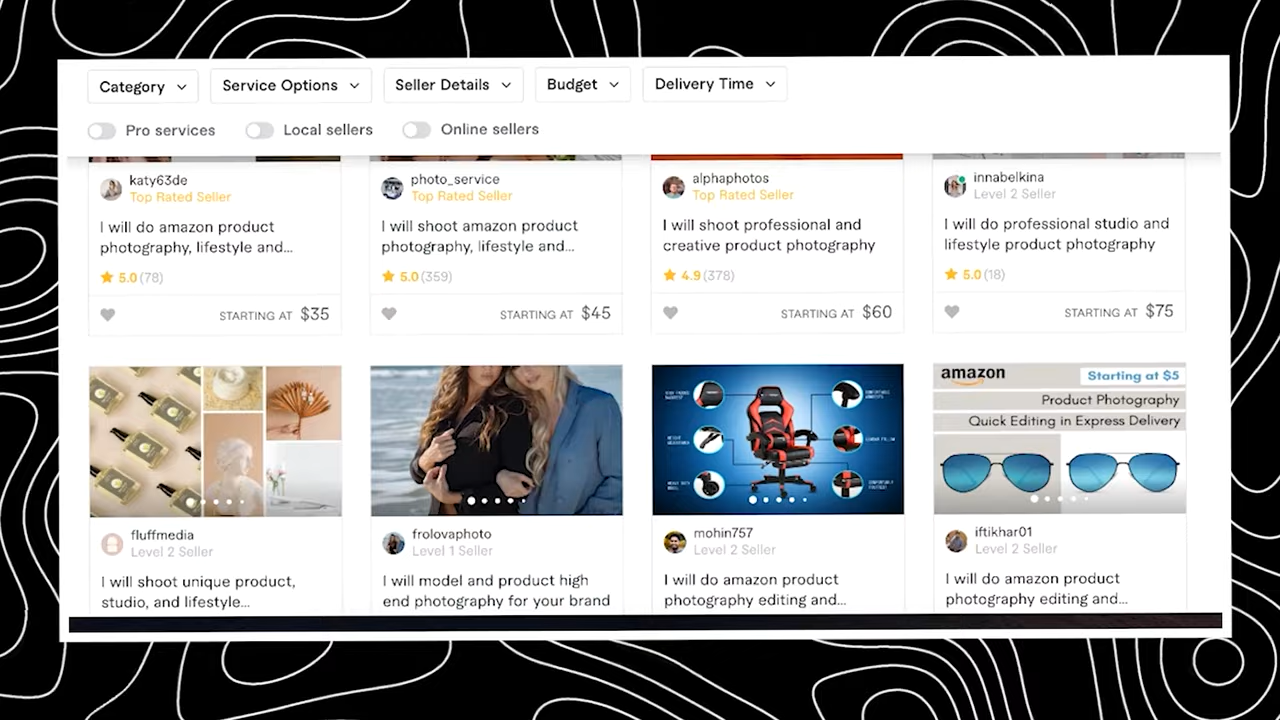 Category
Service Options
Seller Details
Budget
Delivery Time
Pro services
Local sellers
Online sellers
katy63de
Top Rated Seller
I will do amazon product
photography, lifestyle and...
5.0 (78)
STARTING AT $35
photo_service
Top Rated Seller
I will shoot amazon product
photography, lifestyle and...
5.0 (359)
STARTING AT $45
alphaphotos
Top Rated Seller
I will shoot professional and
creative product photography
4.9 (378)
STARTING AT $60
innabelkina
Level 2 Seller
I will do professional studio and
lifestyle product photography
5.0 (18)
STARTING AT $75
fluffmedia
Level 2 Seller
I will shoot unique product,
studio, and lifestyle...
frolovaphoto
Level 1 Seller
I will model and product high
end photography for your brand
mohin757
Level 2 Seller
I will do amazon product
photography editing and...
amazon
Starting at $5
Product Photography
Quick Editing in Express Delivery
iftikhar01
Level 2 Seller
I will do amazon product
photography editing and...